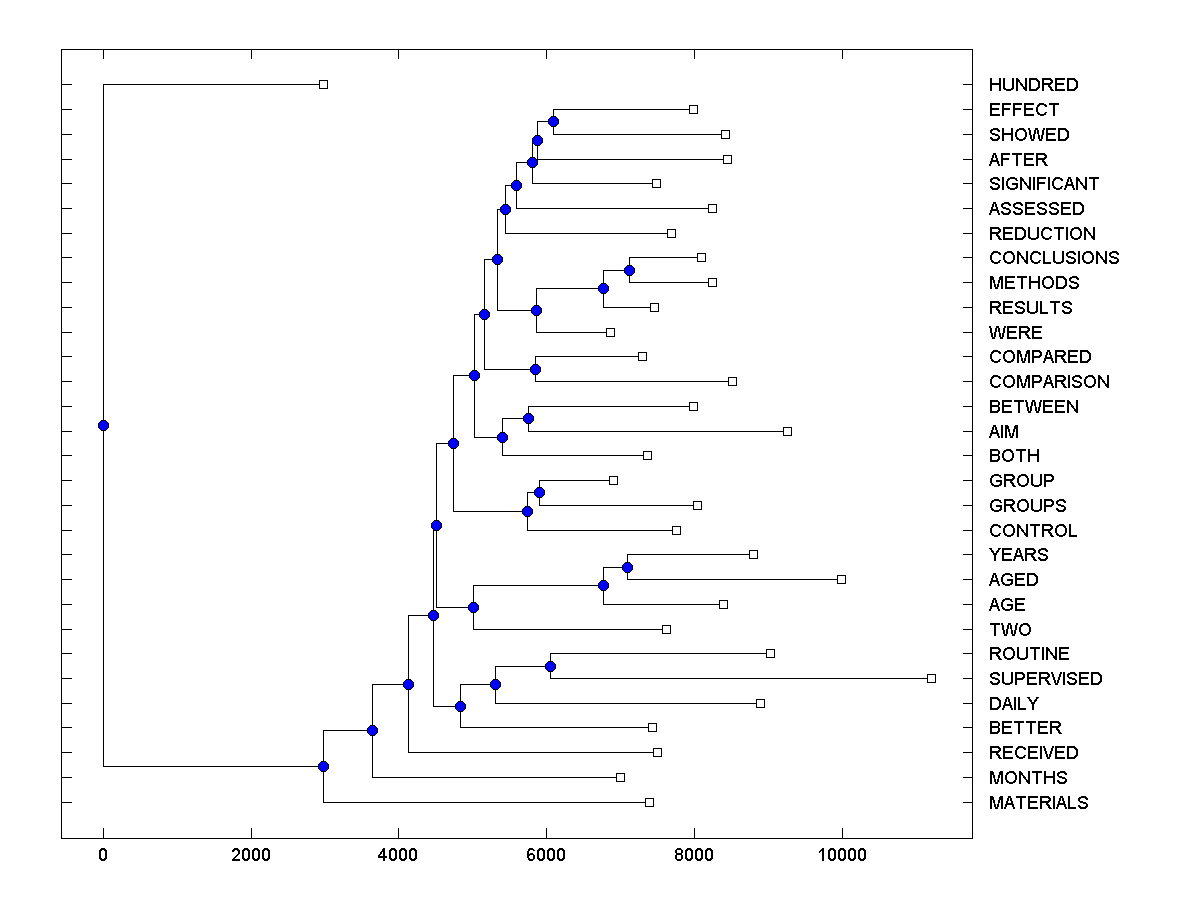 HUNDRED
EFFECT
SHOWED
AFTER
SIGNIFICANT
ASSESSED
REDUCTION
CONCLUSIONS
METHODS
RESULTS
WERE
COMPARED
COMPARISON
BETWEEN
AIM
BOTH
GROUP
GROUPS
CONTROL
YEARS
AGED
AGE
TWO
ROUTINE
SUPERVISED
DAILY
BETTER
RECEIVED
MONTHS
MATERIALS
0 2000 4000 6000 8000 10000